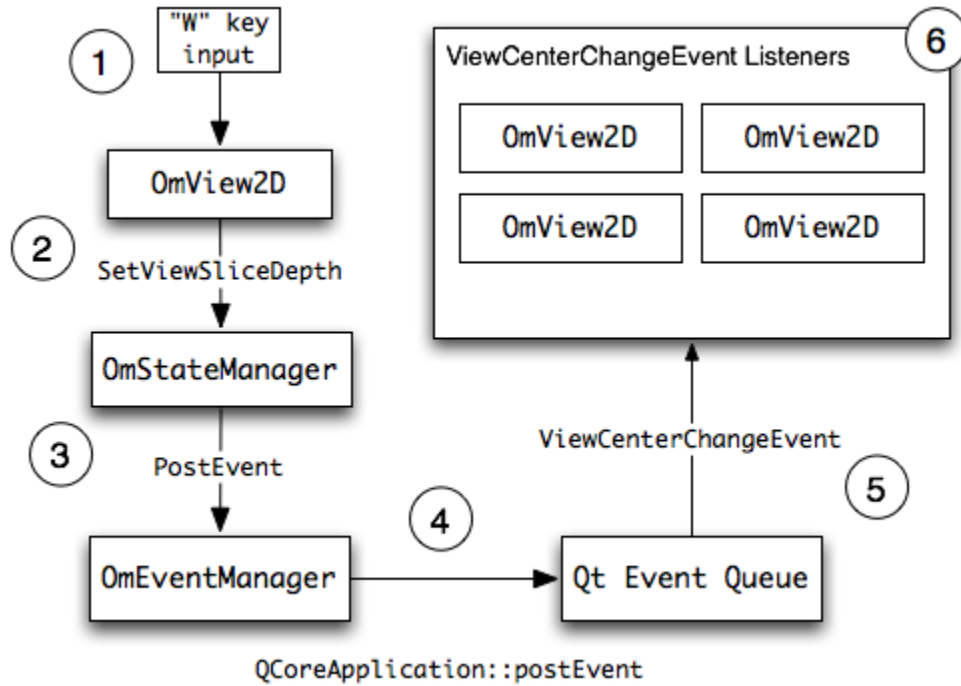 "W" key
input
1
OmView2D
2
SetViewSliceDepth
OmStateManager
3
PostEvent
OmEventManager
4
QCoreApplication::postEvent
Qt Event Queue
5
ViewCenterChangeEvent
6
ViewCenterChangeEvent Listeners
OmView2D
OmView2D
OmView2D
OmView2D